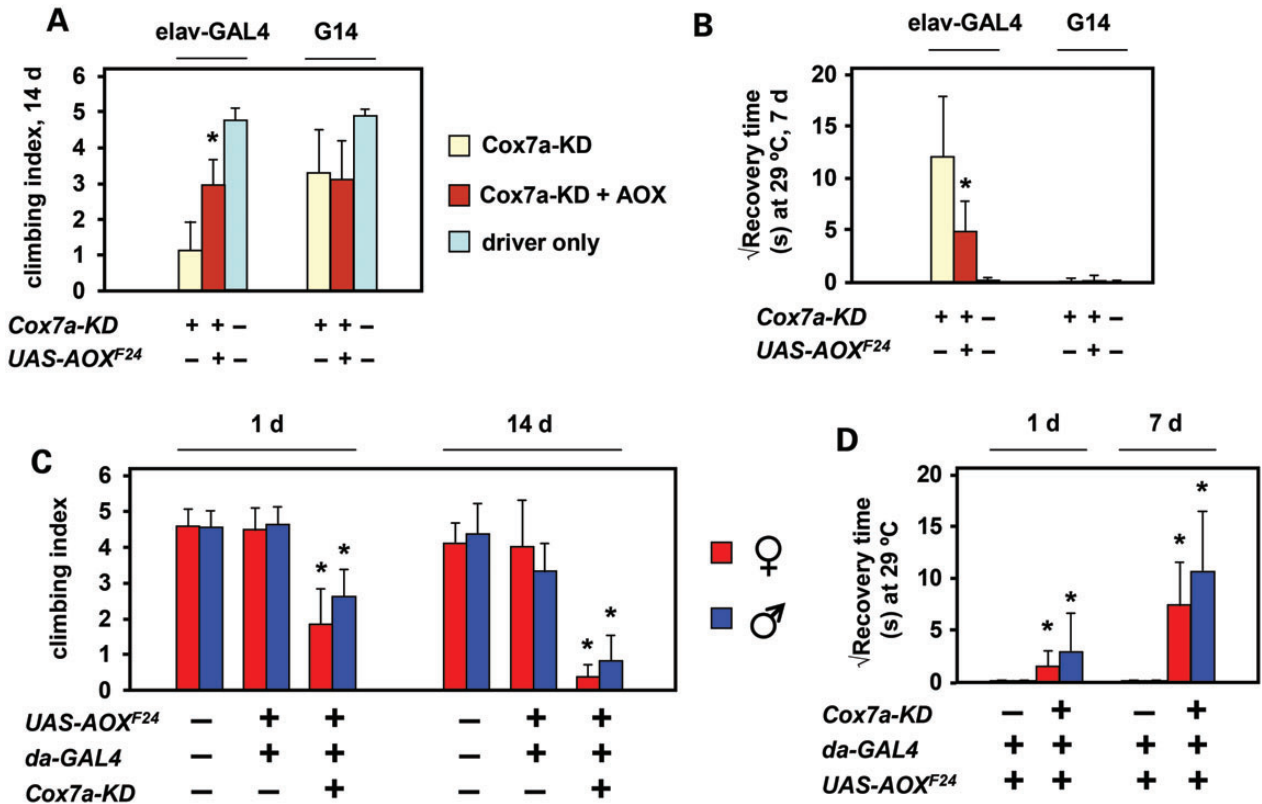 A
elav-GAL4 G14
climbing index, 14 d
6
5
4
3
2
1
0
*
Cox7a-KD + + − + + −
UAS-AOXF24 − + − − + −
Cox7a-KD
Cox7a-KD + AOX
driver only
B
elav-GAL4 G14
√Recovery time
(s) at 29 ºC, 7 d
20
15
10
5
0
*
Cox7a-KD + + − + + −
UAS-AOXF24 − + − − + −
C
1 d 14 d
climbing index
6
5
4
3
2
1
0
* * * *
UAS-AOXF24 − + + − + +
da-GAL4 − + + − + +
Cox7a-KD − − + − − +
♀
♂
D
1 d 7 d
√Recovery time
(s) at 29 ºC
20
15
10
5
0
* * * *
Cox7a-KD − + − +
da-GAL4 + + + +
UAS-AOXF24 + + + +